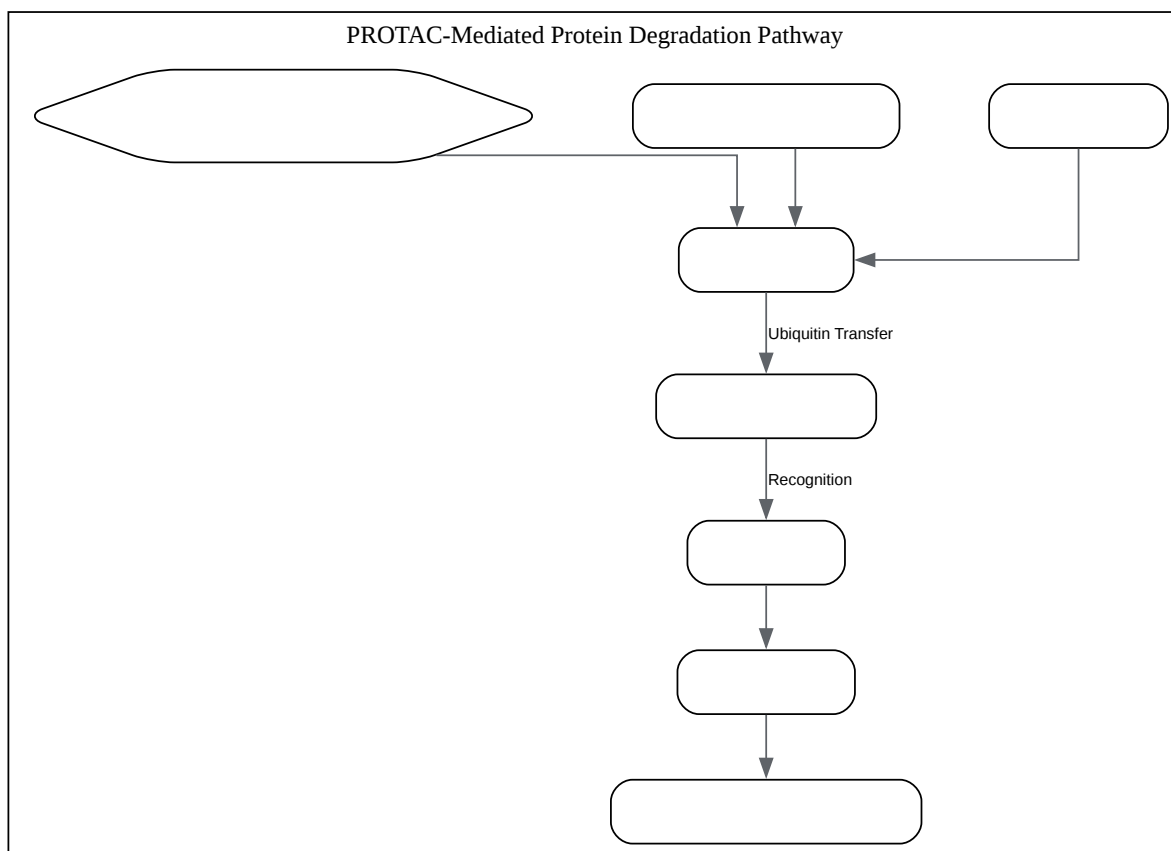 PROTAC-Mediated Protein Degradation Pathway
Ubiquitin Transfer
Recognition